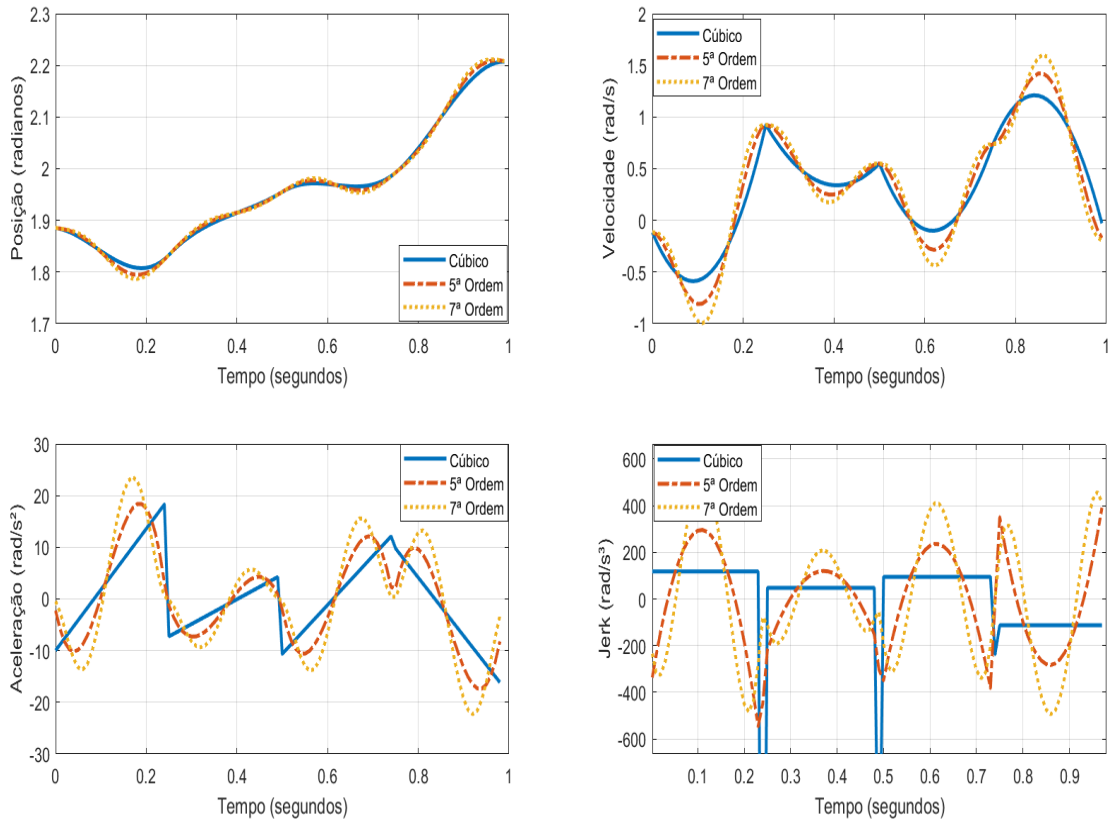 2.3
2.2
2.1
2
1.9
1.8
1.7
Posição (radianos)
Cúbico
5ª Ordem
7ª Ordem
0 0.2 0.4 0.6 0.8 1
Tempo (segundos)
2
1.5
1
0.5
0
-0.5
-1
Velocidade (rad/s)
Cúbico
5ª Ordem
7ª Ordem
0 0.2 0.4 0.6 0.8 1
Tempo (segundos)
30
20
10
0
-10
-20
-30
Aceleração (rad/s²)
Cúbico
5ª Ordem
7ª Ordem
0 0.2 0.4 0.6 0.8 1
Tempo (segundos)
600
400
200
0
-200
-400
-600
Jerk (rad/s³)
Cúbico
5ª Ordem
7ª Ordem
0.1 0.2 0.3 0.4 0.5 0.6 0.7 0.8 0.9
Tempo (segundos)